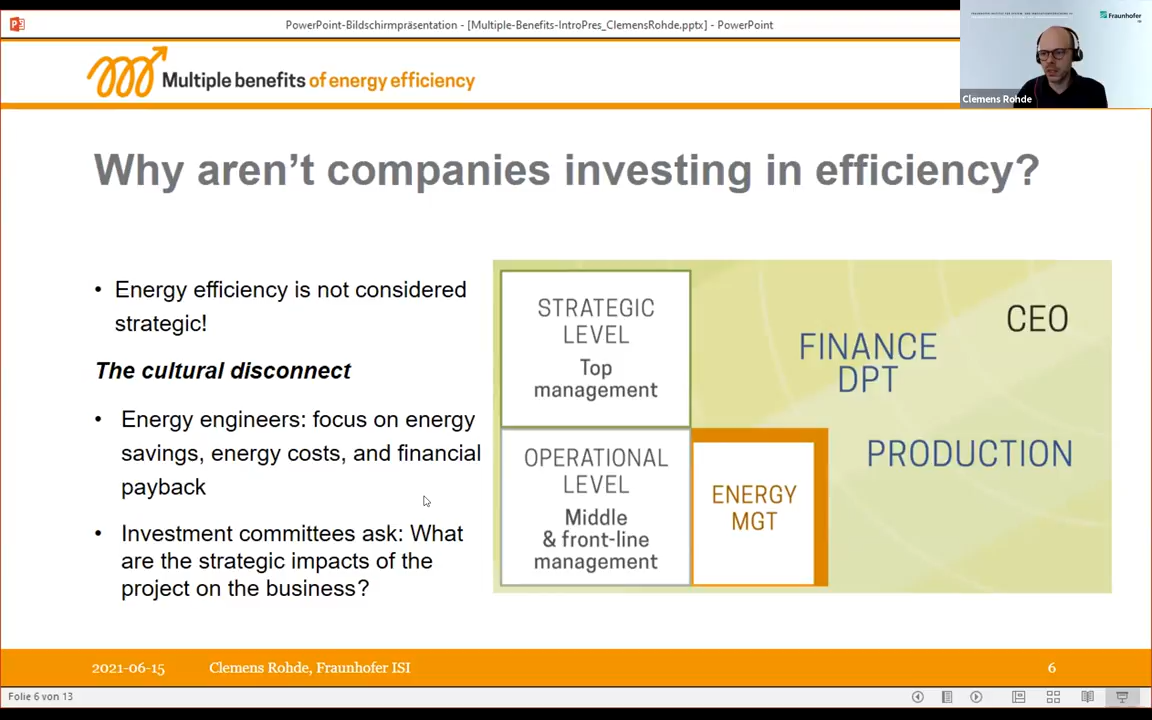 PowerPoint-Bildschirmpräsentation - [Multiple-Benefits-IntroPres_ClemensRohde.pptx] - PowerPoint
Fraunhofer
Clemens Rohde
Multiple benefits of energy efficiency
Why aren’t companies investing in efficiency?
• Energy efficiency is not considered
strategic!
The cultural disconnect
• Energy engineers: focus on energy
savings, energy costs, and financial
payback
• Investment committees ask: What
are the strategic impacts of the
project on the business?
STRATEGIC
LEVEL
Top
management
OPERATIONAL
LEVEL
Middle
& front-line
management
ENERGY
MGT
FINANCE
DPT
CEO
PRODUCTION
2021-06-15 Clemens Rohde, Fraunhofer ISI 6
Folie 6 von 13